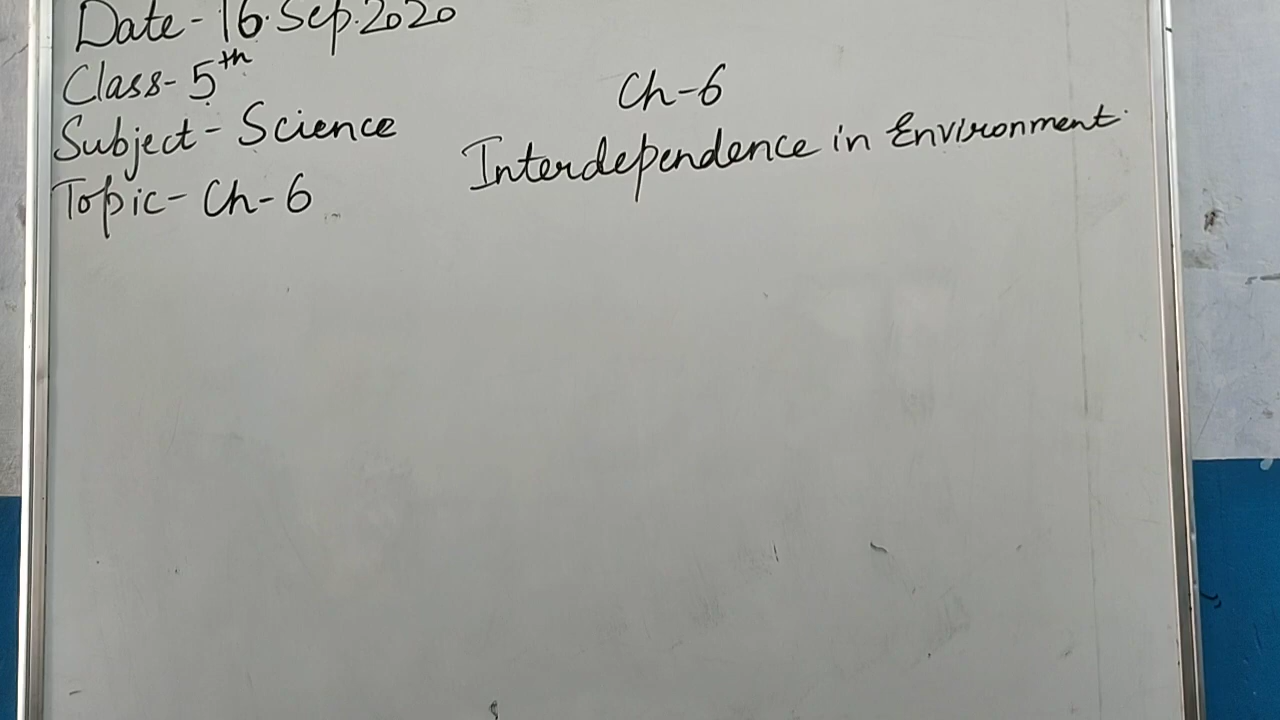 Date - 16. Sep. 2020
Class - 5th
Subject - Science
Topic - Ch - 6
Ch - 6
Interdependence in Environment.